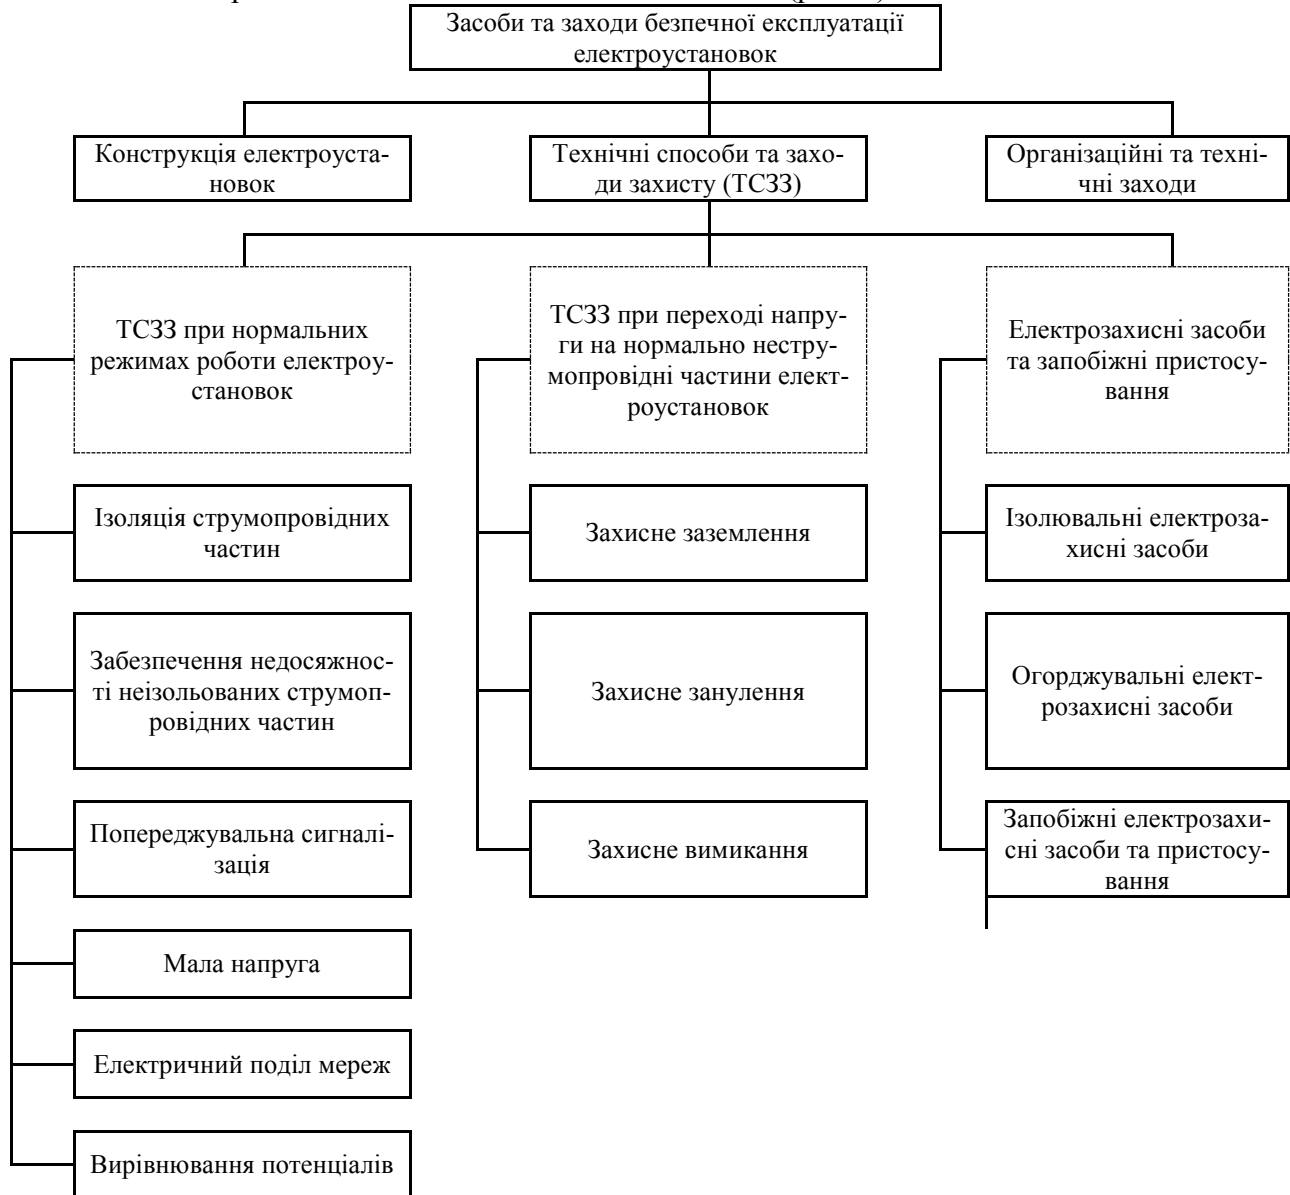 Засоби та заходи безпечної експлуатації
електроустановок
Конструкція електроуста-
новок
Технічні способи та захо-
ди захисту (ТСЗЗ)
Організаційні та техні-
чні заходи
ТСЗЗ при нормальних
режимах роботи електроу-
становок
ТСЗЗ при переході напру-
ги на нормально нестру-
мопровідні частини елект-
роустановок
Електрозахисні засоби
та запобіжні пристосу-
вання
Ізоляція струмопровідних
частин
Захисне заземлення
Ізолювальні електроза-
хисні засоби
Забезпечення недосяжнос-
ті неізольованих струмоп-
ровідних частин
Захисне занулення
Огорджувальні елект-
розахисні засоби
Попереджувальна сигналі-
зація
Захисне вимикання
Запобіжні електрозахи-
сні засоби та пристосу-
вання
Мала напруга
Електричний поділ мереж
Вирівнювання потенціалів